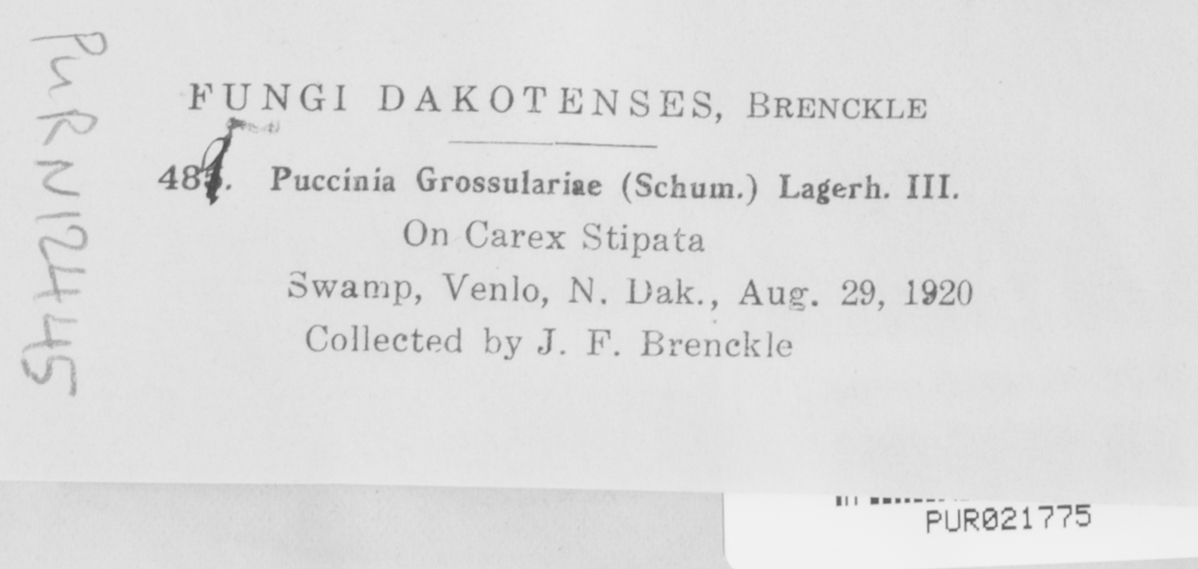 FUNGI DAKOTENSES, BRENCKLE
489. Puccinia Grossulariae (Schum.) Lagerh. III.
On Carex Stipata
Swamp, Venlo, N. Dak., Aug. 29, 1920
Collected by J. F. Brenckle
PUR N12445
PUR021775